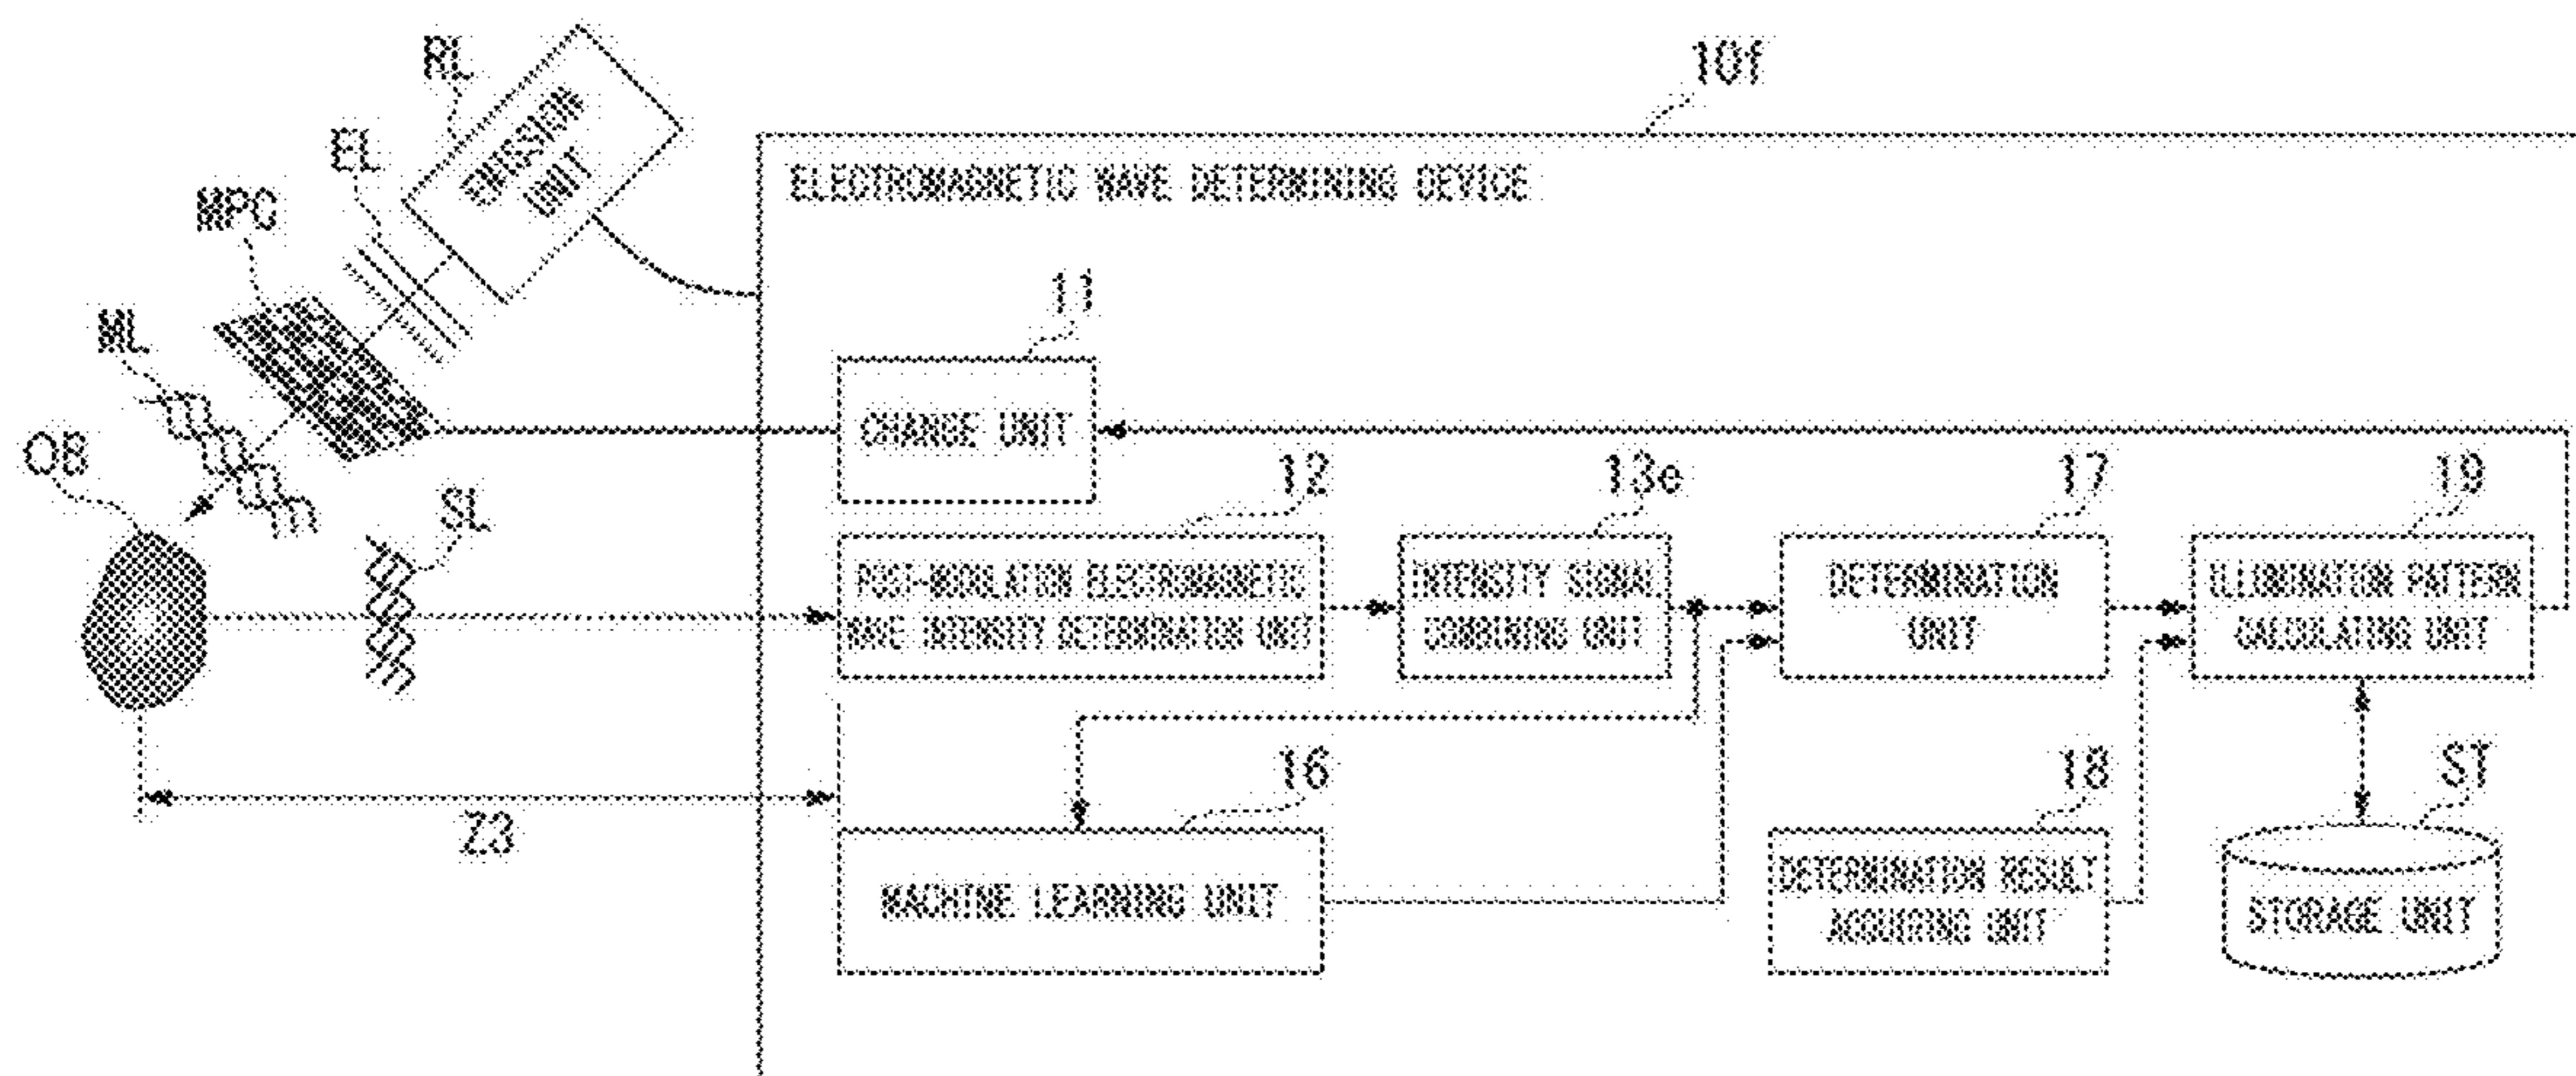 RL
10f
EMISSION
UNIT
EL
ELECTROMAGNETIC WAVE DETERMINING DEVICE
MPC
11
ML
CHANGE UNIT
OB
SL
12
13e
17
19
POST-MODULATION ELECTROMAGNETIC
WAVE INTENSITY DETERMINATION UNIT
INTENSITY SIGNAL
COMBINING UNIT
DETERMINATION
UNIT
ILLUMINATION PATTERN
CALCULATING UNIT
16
18
ST
Z3
MACHINE LEARNING UNIT
DETERMINATION RESULT
ACQUIRING UNIT
STORAGE UNIT